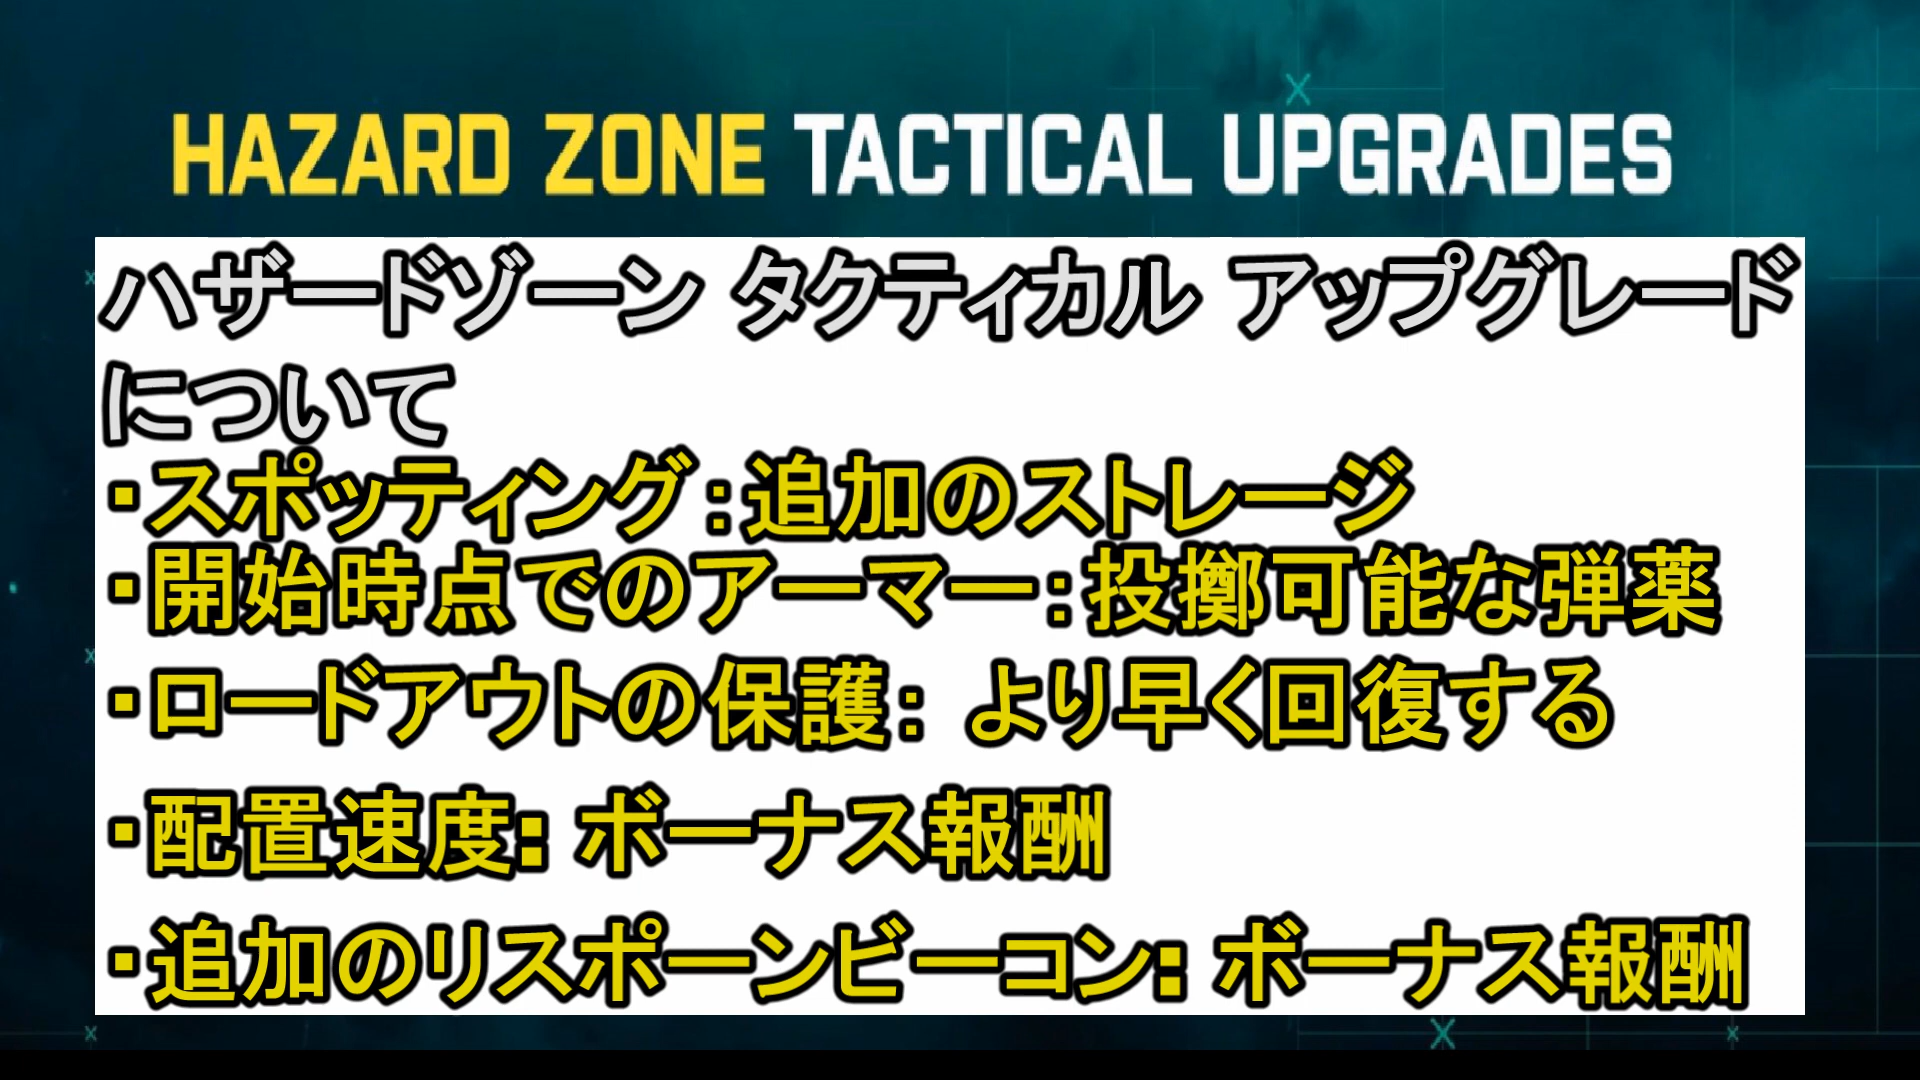 HAZARD ZONE TACTICAL UPGRADES
ハザードゾーン タクティカル アップグレード
について
・スポッティング：追加のストレージ
・開始時点でのアーマー：投擲可能な弾薬
・ロードアウトの保護： より早く回復する
・配置速度: ボーナス報酬
・追加のリスポーンビーコン: ボーナス報酬